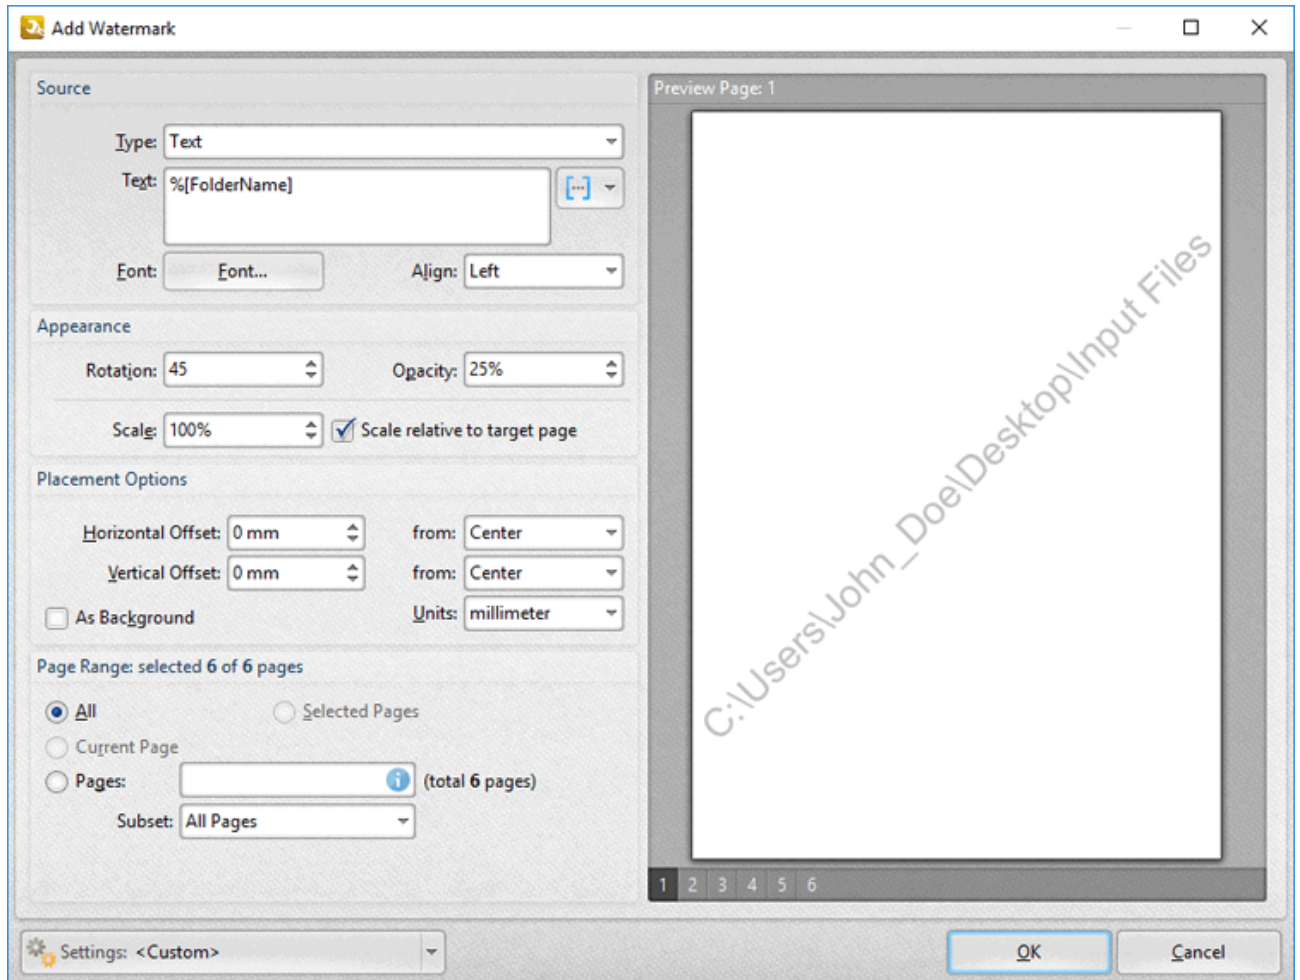 Add Watermark
Source
Type: Text
Text: %[FolderName]
Font: Font... Align: Left
Appearance
Rotation: 45 Opacity: 25%
Scale: 100% Scale relative to target page
Placement Options
Horizontal Offset: 0 mm from: Center
Vertical Offset: 0 mm from: Center
As Background Units: millimeter
Page Range: selected 6 of 6 pages
All Selected Pages
Current Page
Pages: (total 6 pages)
Subset: All Pages
Preview Page: 1
C:\Users\John_Doe\Desktop\Input Files
1 2 3 4 5 6
Settings: <Custom> OK Cancel